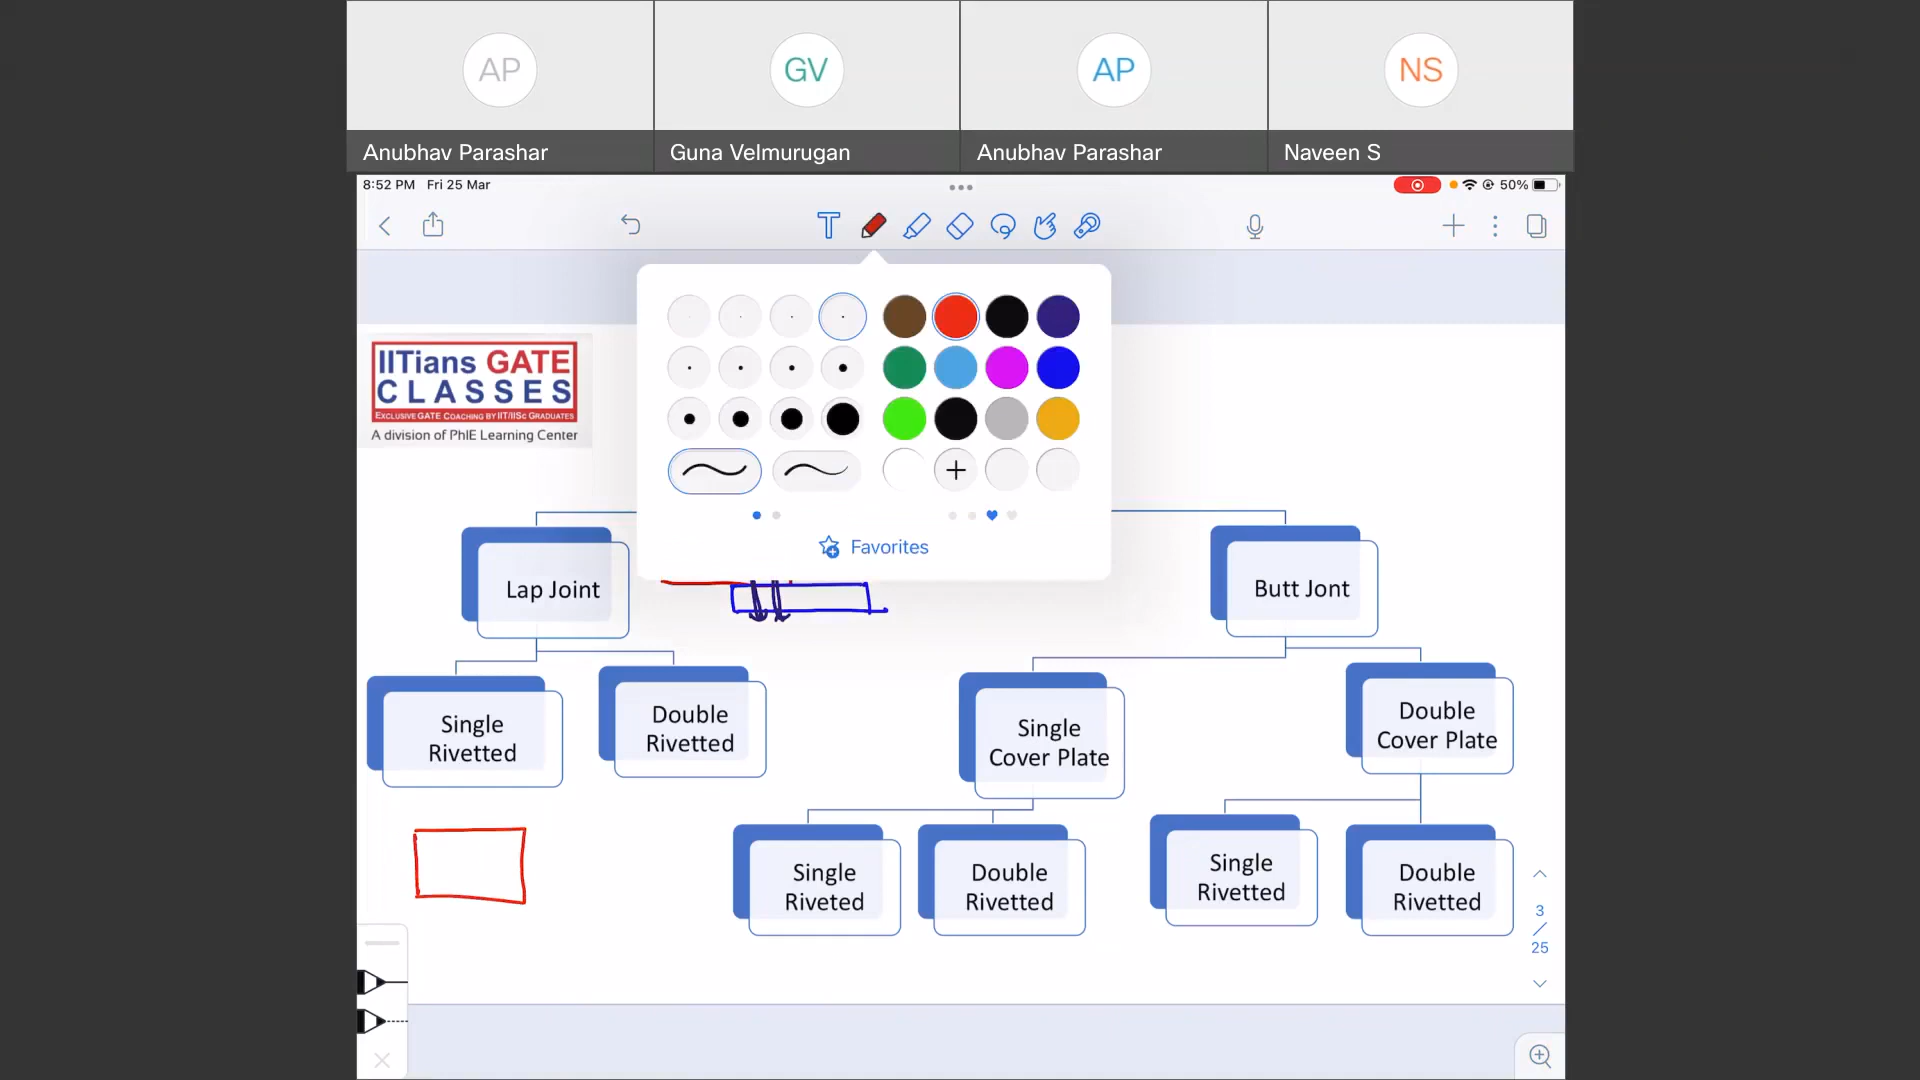 AP
GV
AP
NS
Anubhav Parashar
Guna Velmurugan
Anubhav Parashar
Naveen S
8:52 PM Fri 25 Mar
50%
T
IITians GATE
CLASSES
EXCLUSIVE GATE COACHING BY IIT/IISc GRADUATES
A division of PhIE Learning Center
Favorites
Lap Joint
Butt Jont
Single
Rivetted
Double
Rivetted
Single
Cover Plate
Double
Cover Plate
Single
Riveted
Double
Rivetted
Single
Rivetted
Double
Rivetted
3
/
25